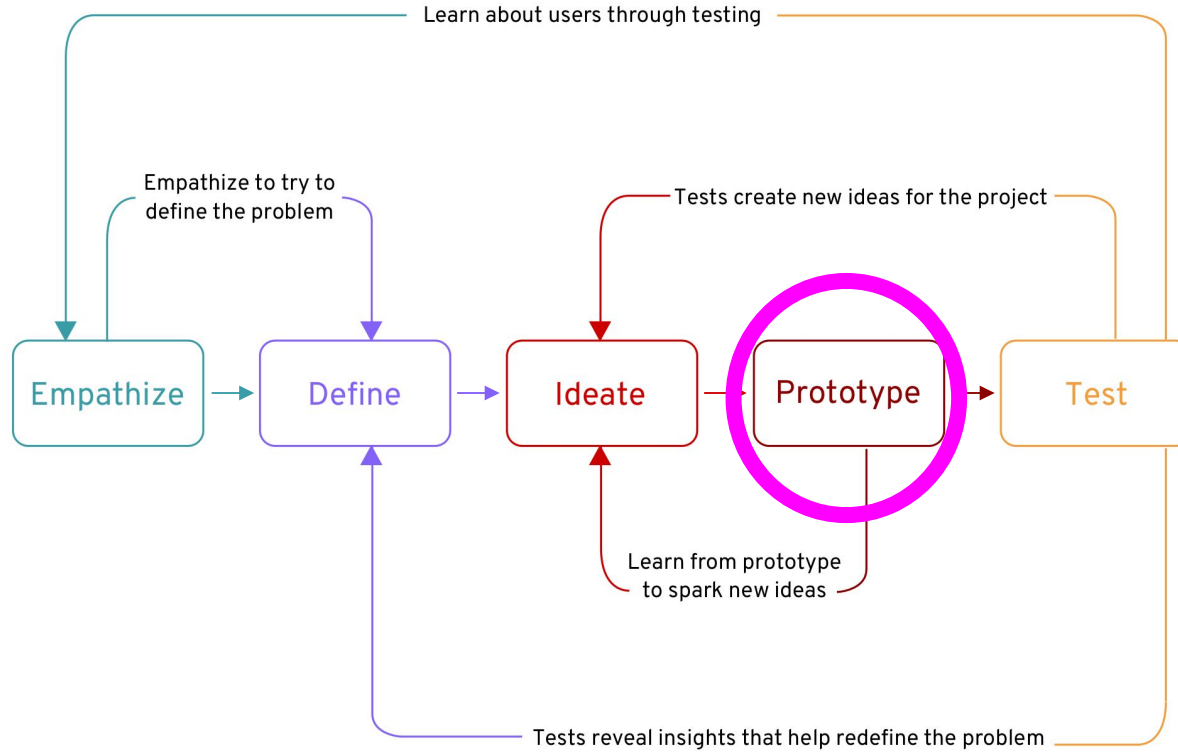 Learn about users through testing
Empathize to try to
define the problem
Tests create new ideas for the project
Empathize
Define
Ideate
Prototype
Test
Learn from prototype
to spark new ideas
Tests reveal insights that help redefine the problem